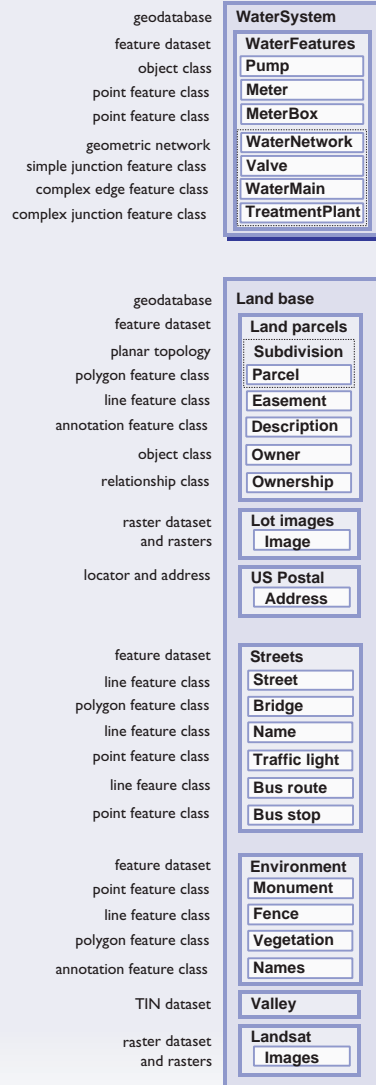 geodatabase WaterSystem
feature dataset WaterFeatures
object class Pump
point feature class Meter
point feature class MeterBox
geometric network WaterNetwork
simple junction feature class Valve
complex edge feature class WaterMain
complex junction feature class TreatmentPlant
geodatabase Land base
feature dataset Land parcels
planar topology Subdivision
polygon feature class Parcel
line feature class Easement
annotation feature class Description
object class Owner
relationship class Ownership
raster dataset Lot images
and rasters Image
locator and address US Postal
Address
feature dataset Streets
line feature class Street
polygon feature class Bridge
line feature class Name
point feature class Traffic light
line feaure class Bus route
point feature class Bus stop
feature dataset Environment
point feature class Monument
line feature class Fence
polygon feature class Vegetation
annotation feature class Names
TIN dataset Valley
raster dataset Landsat
and rasters Images